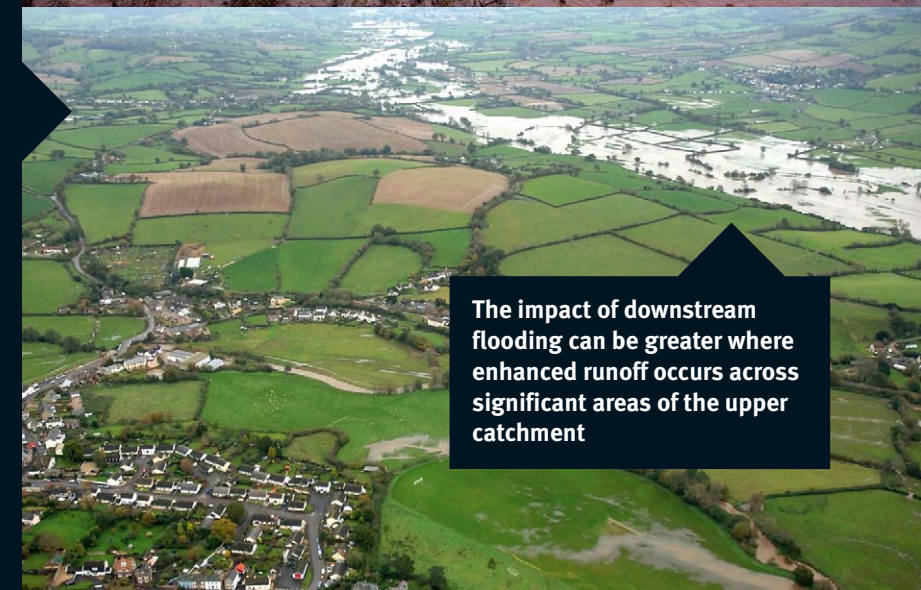 The impact of downstream
flooding can be greater where
enhanced runoff occurs across
significant areas of the upper
catchment